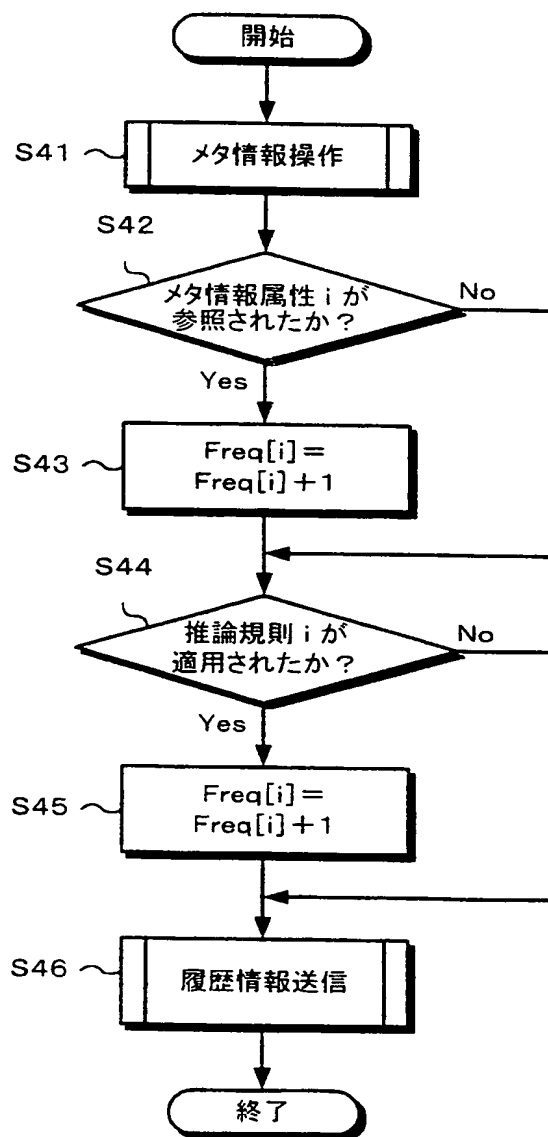 開始
S41
メタ情報操作
S42
メタ情報属性 i が
参照されたか？
No
Yes
S43
Freq[i]＝
Freq[i]＋1
S44
推論規則 i が
適用されたか？
No
Yes
S45
Freq[i]＝
Freq[i]＋1
S46
履歴情報送信
終了